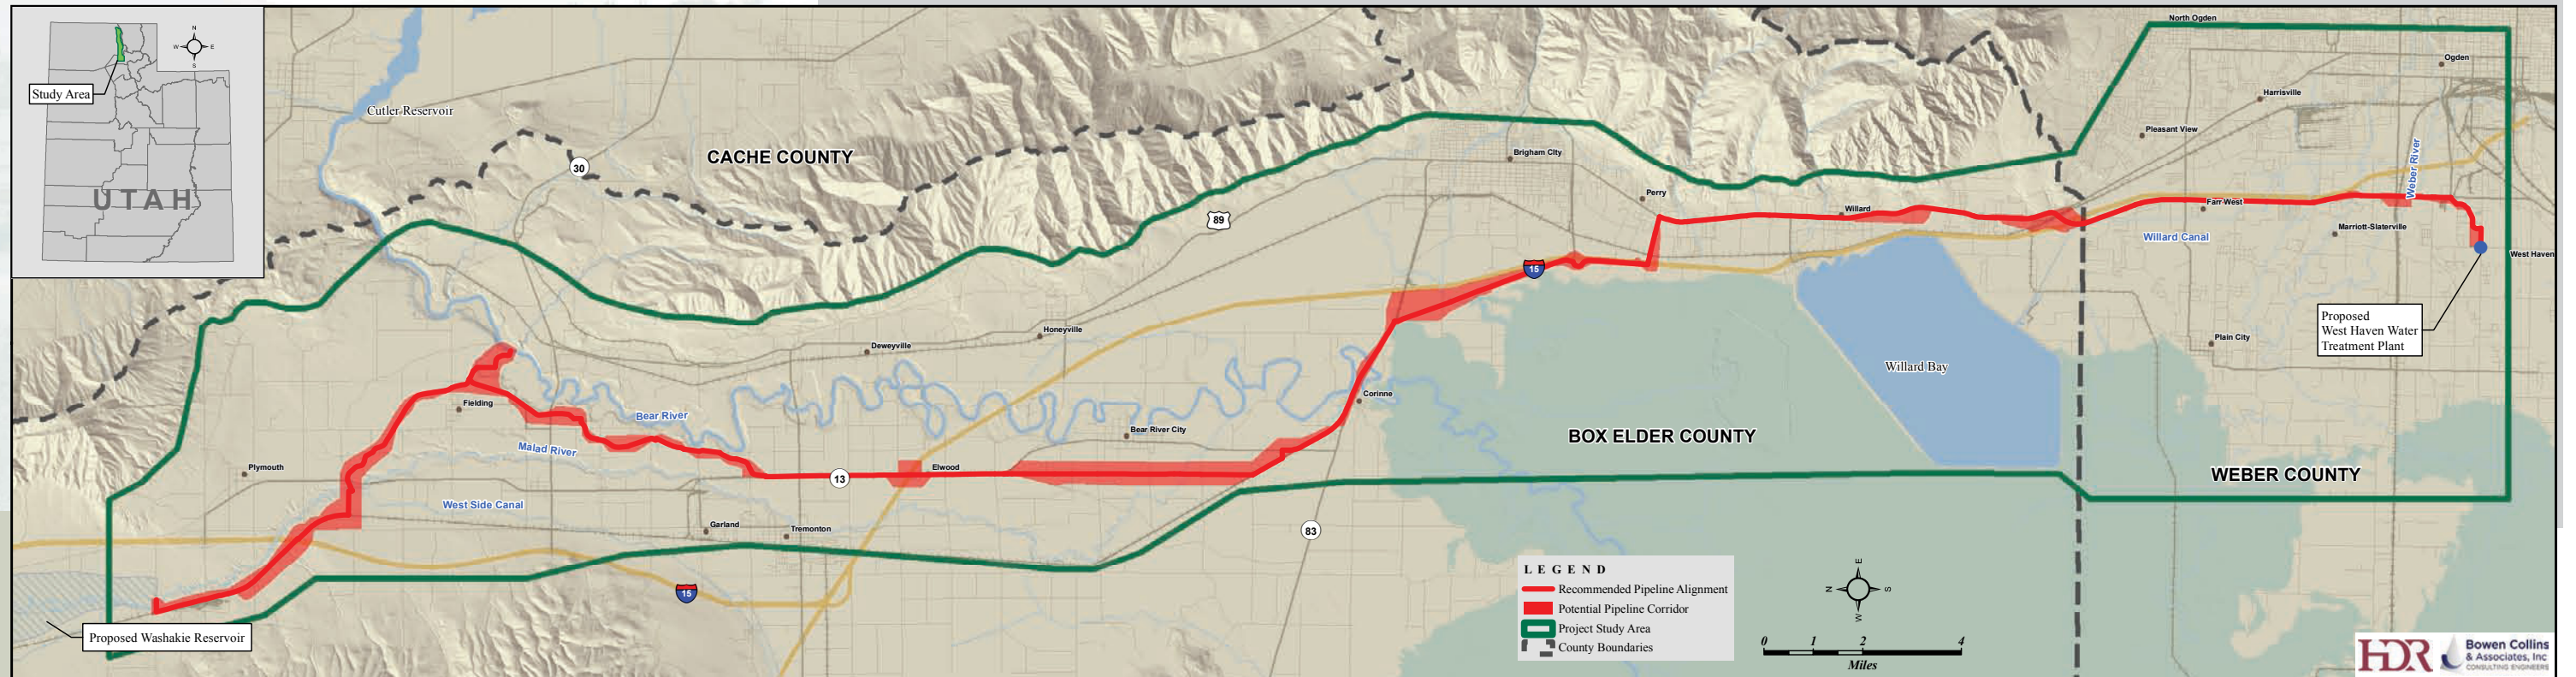 N
W
E
S
Study Area
UTAH
North Ogden
Ogden
Cutler Reservoir
Harrisville
Pleasant View
CACHE COUNTY
30
Brigham City
Weber River
Perry
89
Willard
Farr West
Marriott-Slaterville
Willard Canal
West Haven
15
Proposed
West Haven Water
Treatment Plant
Honeyville
Deweyville
Plain City
Willard Bay
Corinne
Fielding
Bear River
Bear River City
BOX ELDER COUNTY
Malad River
Plymouth
Elwood
WEBER COUNTY
13
West Side Canal
Garland
Tremonton
83
15
Proposed Washakie Reservoir
LEGEND
Recommended Pipeline Alignment
Potential Pipeline Corridor
Project Study Area
County Boundaries
E
N
S
W
0 1 2 4
Miles
HDR
Bowen Collins
& Associates, Inc
CONSULTING ENGINEERS